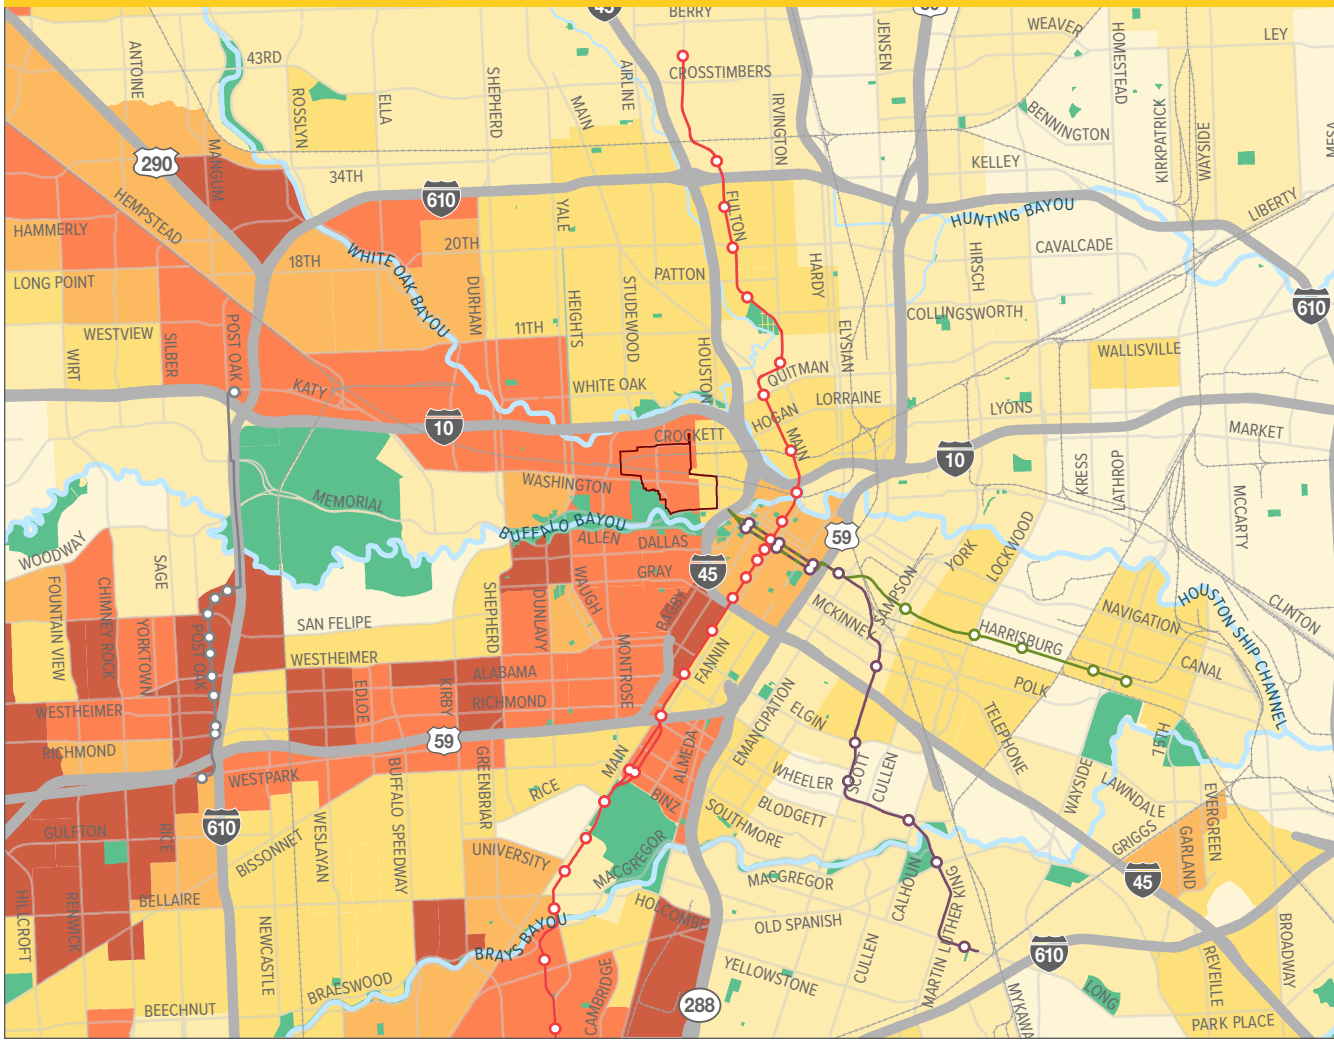 45
59
BERRY
WEAVER
LEY
ANTOINE
43RD
ROSSLYN
ELLA
SHEPHERD
MAIN
AIRLINE
CROSSTIMBERS
IRVINGTON
JENSEN
HOMESTEAD
BENNINGTON
KIRKPATRICK
WAYSIDE
MESA
290
MANGUM
34TH
610
KELLEY
HEMPSTEAD
HAMMERLY
YALE
FULTON
HUNTING BAYOU
LIBERTY
20TH
18TH
WHITE OAK BAYOU
CAVALCADE
HIRSCH
LONG POINT
DURHAM
PATTON
HARDY
HEIGHTS
STUDEWOOD
610
COLLINGSWORTH
WESTVIEW
POST OAK
SILBER
WIRT
11TH
HOUSTON
ELYSIAN
WALLISVILLE
QUITMAN
KATY
WHITE OAK
LORRAINE
HOGAN
LYONS
10
CROCKETT
MAIN
MARKET
10
KRESS
LATHROP
WASHINGTON
MEMORIAL
MCCARTY
BUFFALO BAYOU
ALLEN
DALLAS
WOODWAY
59
YORK
LOCKWOOD
SAGE
GRAY
45
FOUNTAIN VIEW
CHIMNEY ROCK
YORKTOWN
POST OAK
SHEPHERD
DUNLAVY
WAUGH
BAGBY
MCKINNEY
SAMPSON
HOUSTON SHIP CHANNEL
CLINTON
NAVIGATION
SAN FELIPE
HARRISBURG
WESTHEIMER
MONTROSE
FANNIN
CANAL
ALABAMA
EDLOE
KIRBY
RICHMOND
POLK
WESTHEIMER
EMANCIPATION
ELGIN
TELEPHONE
75TH
RICHMOND
59
GREENBRIAR
MAIN
ALMEDA
WESTPARK
BUFFALO SPEEDWAY
RICE
BINZ
WHEELER
SCOTT
CULLEN
WAYSIDE
LAWNDALE
EVERGREEN
610
GULFTON
RICE
BISSONNET
WESLAYAN
BLODGETT
SOUTHMORE
GRIGGS
GARLAND
UNIVERSITY
MACGREGOR
MACGREGOR
45
CALHOUN
KING
HILLCROFT
RENWICK
BELLAIRE
NEWCASTLE
HOLCOMBE
OLD SPANISH
BROADWAY
BRAYS BAYOU
CULLEN
MARTIN LUTHER
610
REVEILLE
YELLOWSTONE
BRAESWOOD
CAMBRIDGE
288
MYKAWA
LONG
BEECHNUT
PARK PLACE